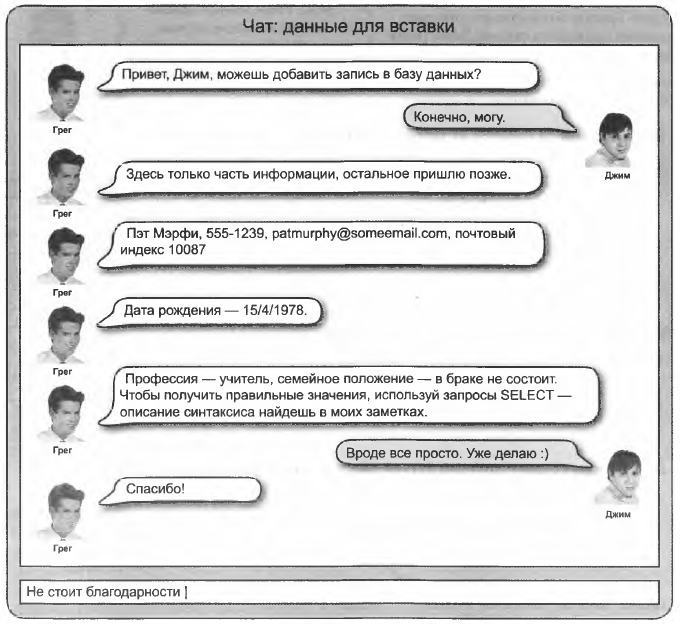 Чат: данные для вставки
Привет, Джим, можешь добавить запись в базу данных?
Грег
Конечно, могу.
Джим
Здесь только часть информации, остальное пришлю позже.
Грег
Пэт Мэрфи, 555-1239, patmurphy@someemail.com, почтовый
индекс 10087
Грег
Дата рождения — 15/4/1978.
Грег
Профессия — учитель, семейное положение — в браке не состоит.
Чтобы получить правильные значения, используй запросы SELECT —
описание синтаксиса найдешь в моих заметках.
Грег
Вроде все просто. Уже делаю :)
Джим
Спасибо!
Грег
Не стоит благодарности